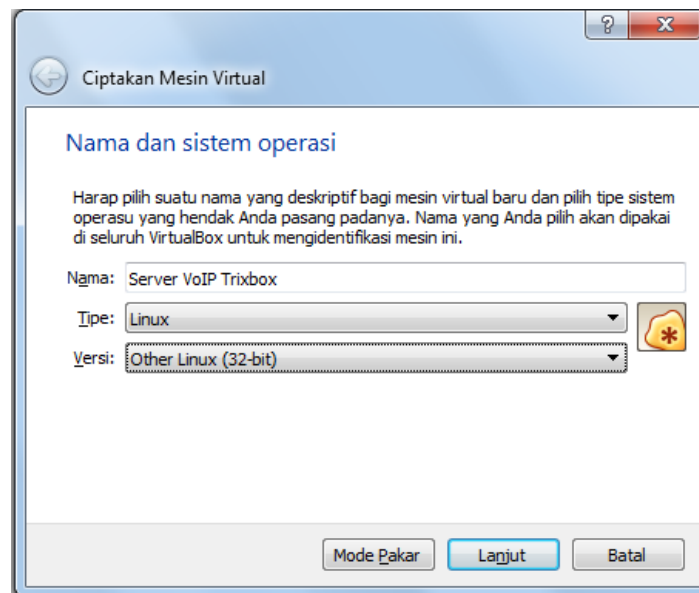 ?
Ciptakan Mesin Virtual
Nama dan sistem operasi
Harap pilih suatu nama yang deskriptif bagi mesin virtual baru dan pilih tipe sistem
operasu yang hendak Anda pasang padanya. Nama yang Anda pilih akan dipakai
di seluruh VirtualBox untuk mengidentifikasi mesin ini.
Nama: Server VoIP Trixbox
Tipe: Linux
Versi: Other Linux (32-bit)
Mode Pakar Lanjut Batal